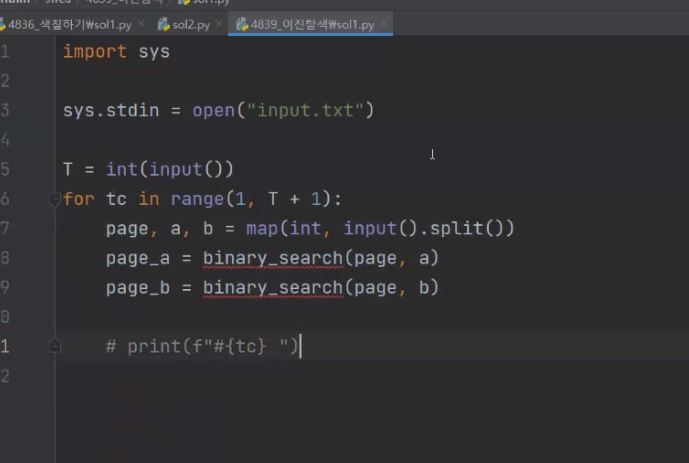 sol1.py
4836_색칠하기₩sol1.py
sol2.py
4839_이진탐색₩sol1.py
1 import sys
2
3 sys.stdin = open("input.txt")
4
5 T = int(input())
6 for tc in range(1, T + 1):
7 page, a, b = map(int, input().split())
8 page_a = binary_search(page, a)
9 page_b = binary_search(page, b)
0
1 # print(f"#{tc} ")
2